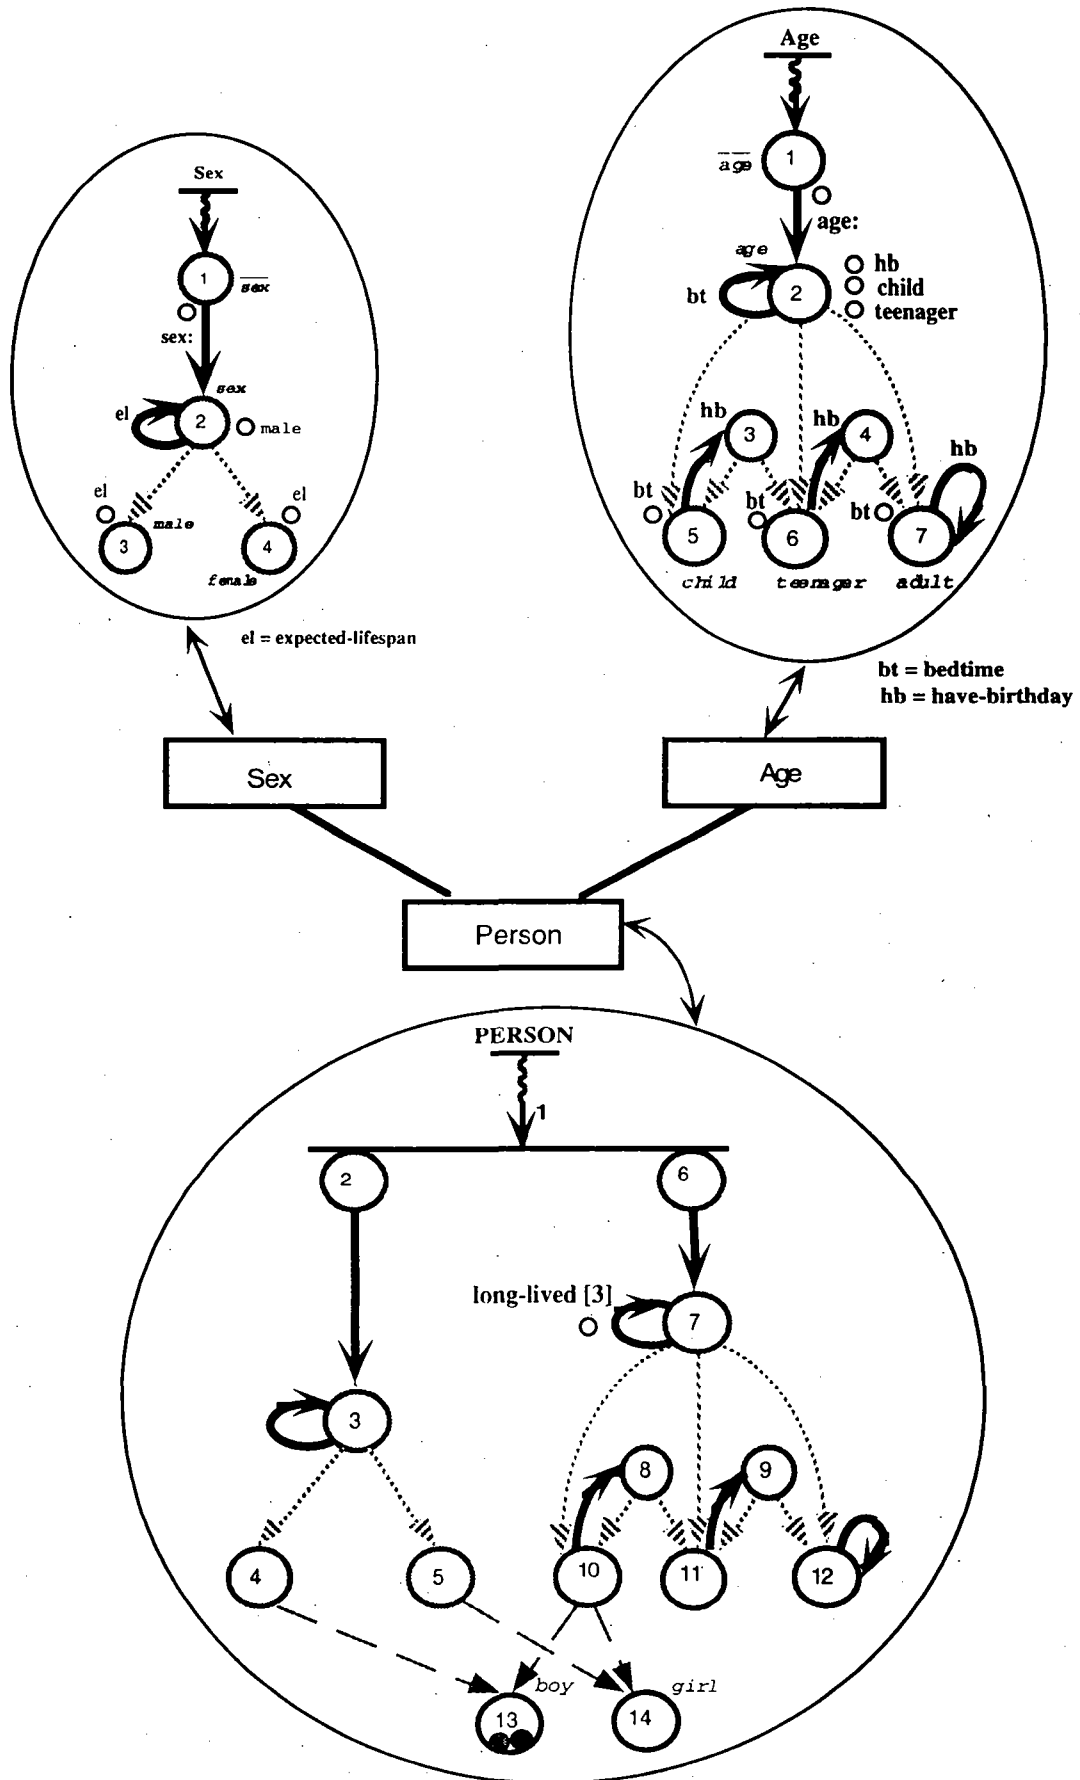 Sex
1
sex
sex:
sex
el
2
male
el
el
3
male
4
female
el = expected-lifespan
Age
1
age
age:
age
bt
2
hb
child
teenager
hb
3
hb
4
hb
bt
bt
bt
5
6
7
child
teenager
adult
bt = bedtime
hb = have-birthday
Sex
Age
Person
PERSON
1
2
6
long-lived [3]
7
3
8
9
4
5
10
11
12
boy
girl
13
14